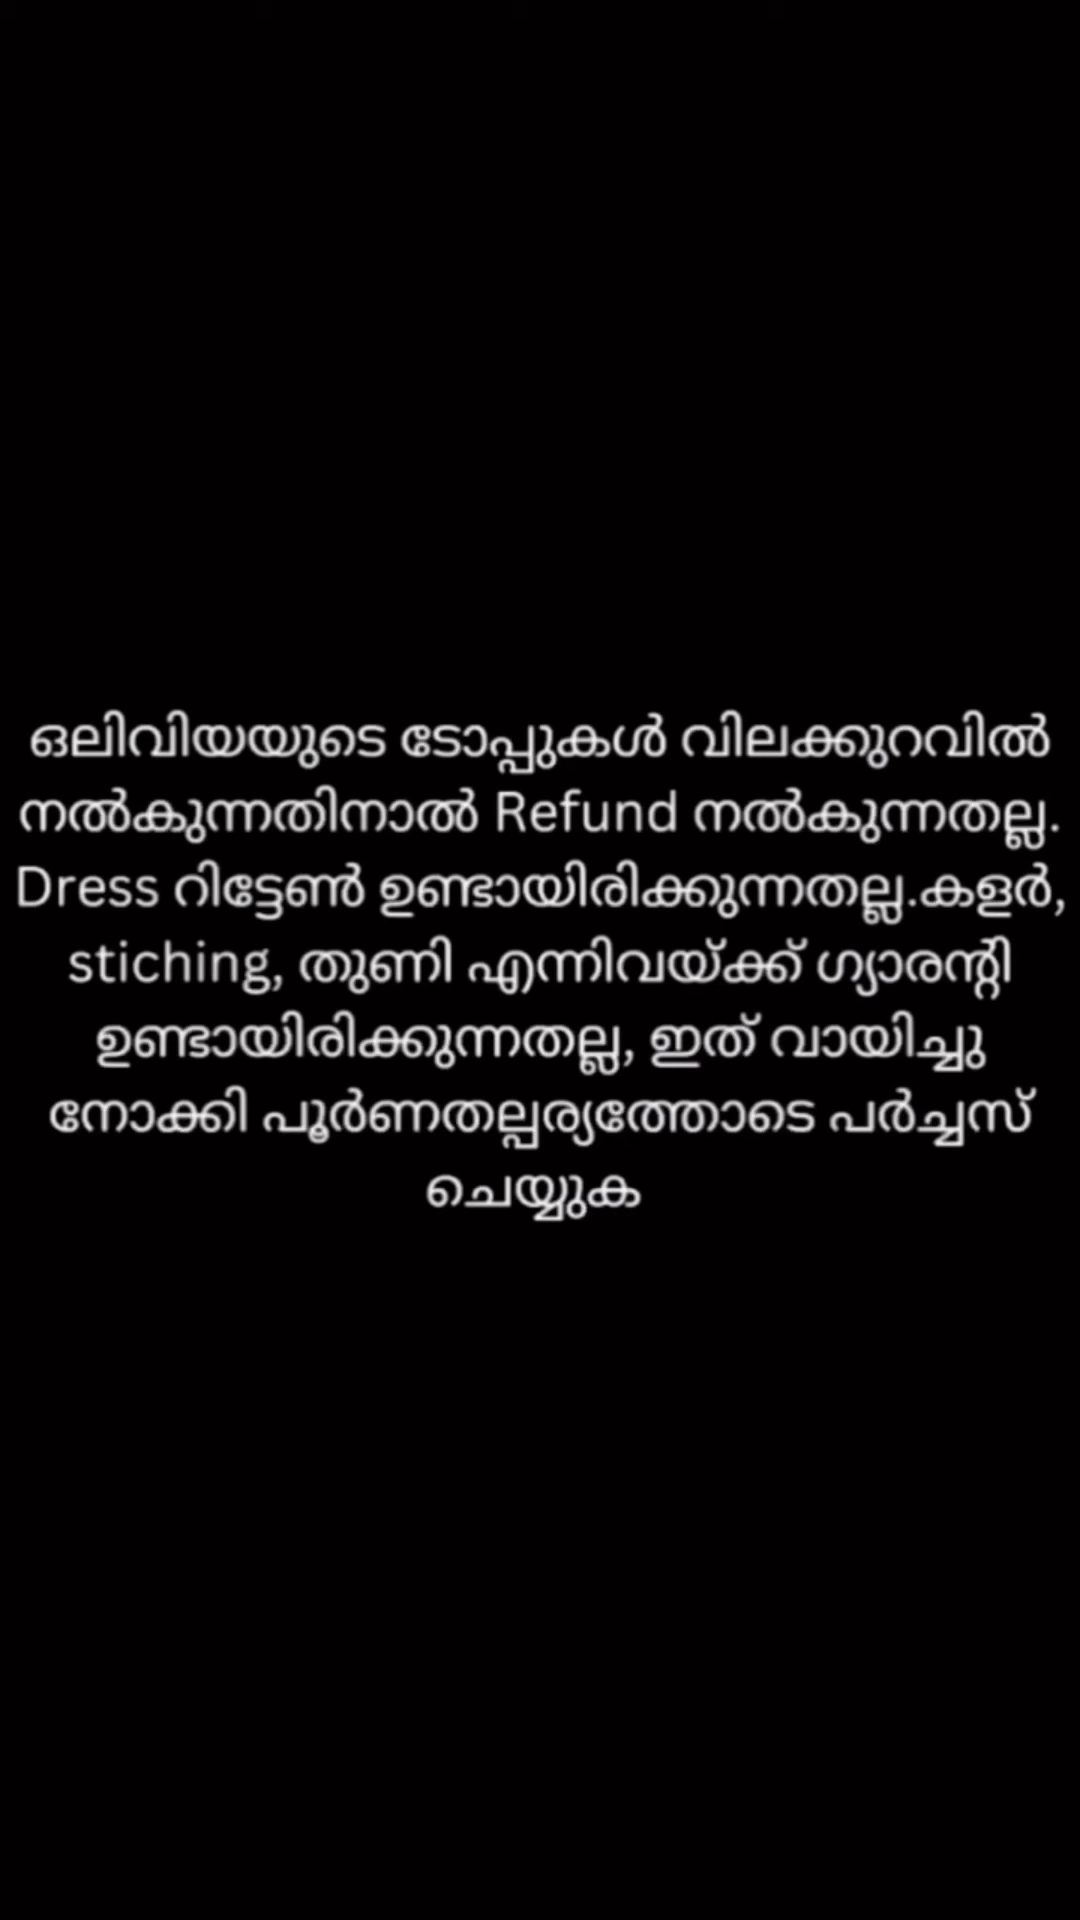 ഒലിവിയയുടെ ടോപ്പുകൾ വിലക്കുറവിൽ
നൽകുന്നതിനാൽ Refund നൽകുന്നതല്ല.
Dress റിട്ടേൺ ഉണ്ടായിരിക്കുന്നതല്ല.കളർ,
stiching, തുണി എന്നിവയ്ക്ക് ഗ്യാരന്റി
ഉണ്ടായിരിക്കുന്നതല്ല, ഇത് വായിച്ചു
നോക്കി പൂർണതല്പര്യത്തോടെ പർച്ചസ്
ചെയ്യുക